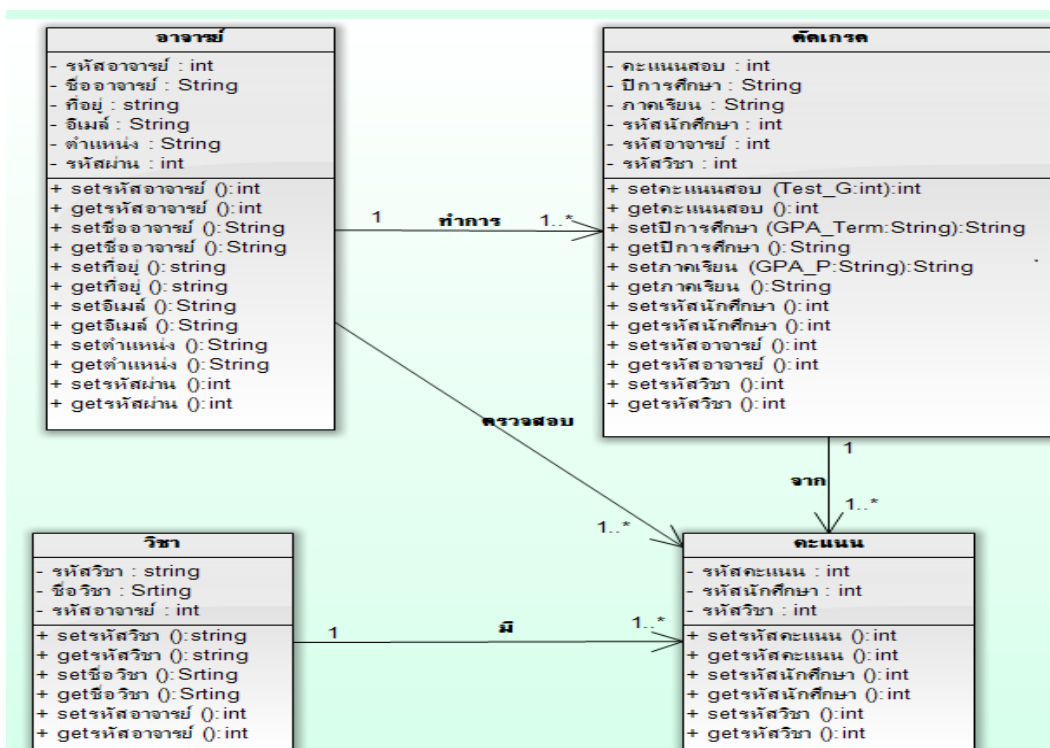 อาจารย์
- รหัสอาจารย์ : int
- ชื่ออาจารย์ : String
- ที่อยู่ : string
- อิเมล์ : String
- ตำแหน่ง : String
- รหัสผ่าน : int
+ setรหัสอาจารย์ ():int
+ getรหัสอาจารย์ ():int
+ setชื่ออาจารย์ ():String
+ getชื่ออาจารย์ ():String
+ setที่อยู่ ():string
+ getที่อยู่ ():string
+ setอิเมล์ ():String
+ getอิเมล์ ():String
+ setตำแหน่ง ():String
+ getตำแหน่ง ():String
+ setรหัสผ่าน ():int
+ getรหัสผ่าน ():int
1 ทำการ 1..*
ตัดเกรด
- คะแนนสอบ : int
- ปีการศึกษา : String
- ภาคเรียน : String
- รหัสนักศึกษา : int
- รหัสอาจารย์ : int
- รหัสวิชา : int
+ setคะแนนสอบ (Test_G:int):int
+ getคะแนนสอบ ():int
+ setปีการศึกษา (GPA_Term:String):String
+ getปีการศึกษา ():String
+ setภาคเรียน (GPA_P:String):String
+ getภาคเรียน ():String
+ setรหัสนักศึกษา ():int
+ getรหัสนักศึกษา ():int
+ setรหัสอาจารย์ ():int
+ getรหัสอาจารย์ ():int
+ setรหัสวิชา ():int
+ getรหัสวิชา ():int
ตรวจสอบ
1..*
1
จาก
1..*
วิชา
- รหัสวิชา : string
- ชื่อวิชา : Srting
- รหัสอาจารย์ : int
+ setรหัสวิชา ():string
+ getรหัสวิชา ():string
+ setชื่อวิชา ():Srting
+ getชื่อวิชา ():Srting
+ setรหัสอาจารย์ ():int
+ getรหัสอาจารย์ ():int
1 มี 1..*
คะแนน
- รหัสคะแนน : int
- รหัสนักศึกษา : int
- รหัสวิชา : int
+ setรหัสคะแนน ():int
+ getรหัสคะแนน ():int
+ setรหัสนักศึกษา ():int
+ getรหัสนักศึกษา ():int
+ setรหัสวิชา ():int
+ getรหัสวิชา ():int